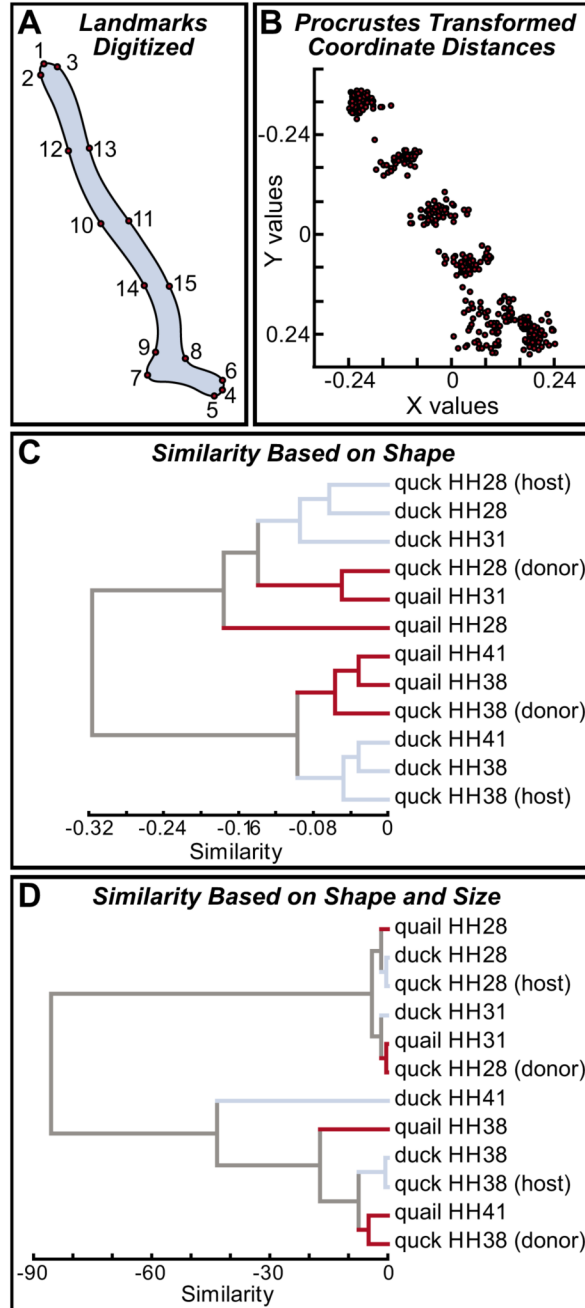 A
Landmarks
Digitized
1
3
2
12
13
10
11
14
15
9
8
7
6
4
5
B
Procrustes Transformed
Coordinate Distances
Y values
-0.24
0
0.24
-0.24
0
0.24
X values
C
Similarity Based on Shape
quck HH28 (host)
duck HH28
duck HH31
quck HH28 (donor)
quail HH31
quail HH28
quail HH41
quail HH38
quck HH38 (donor)
duck HH41
duck HH38
quck HH38 (host)
-0.32
-0.24
-0.16
-0.08
0
Similarity
D
Similarity Based on Shape and Size
quail HH28
duck HH28
quck HH28 (host)
duck HH31
quail HH31
quck HH28 (donor)
duck HH41
quail HH38
duck HH38
quck HH38 (host)
quail HH41
quck HH38 (donor)
-90
-60
-30
0
Similarity